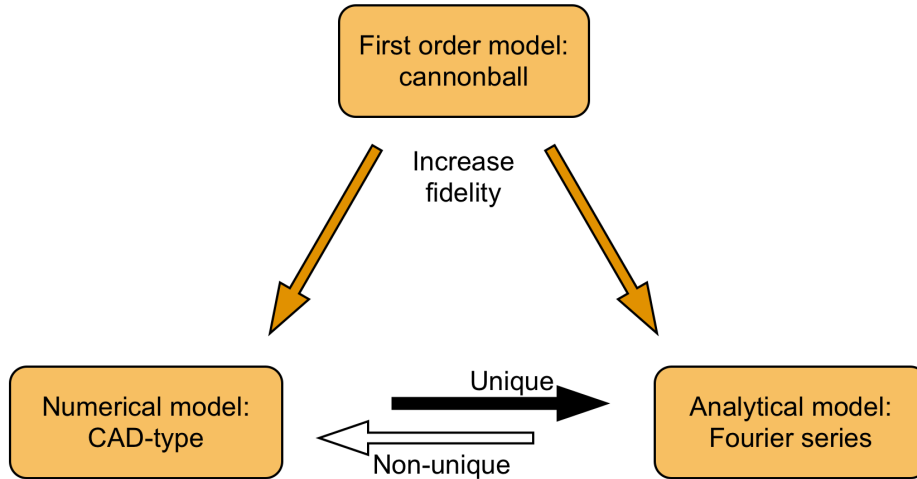 First order model:
cannonball
Increase
fidelity
Unique
Numerical model:
CAD-type
Analytical model:
Fourier series
Non-unique